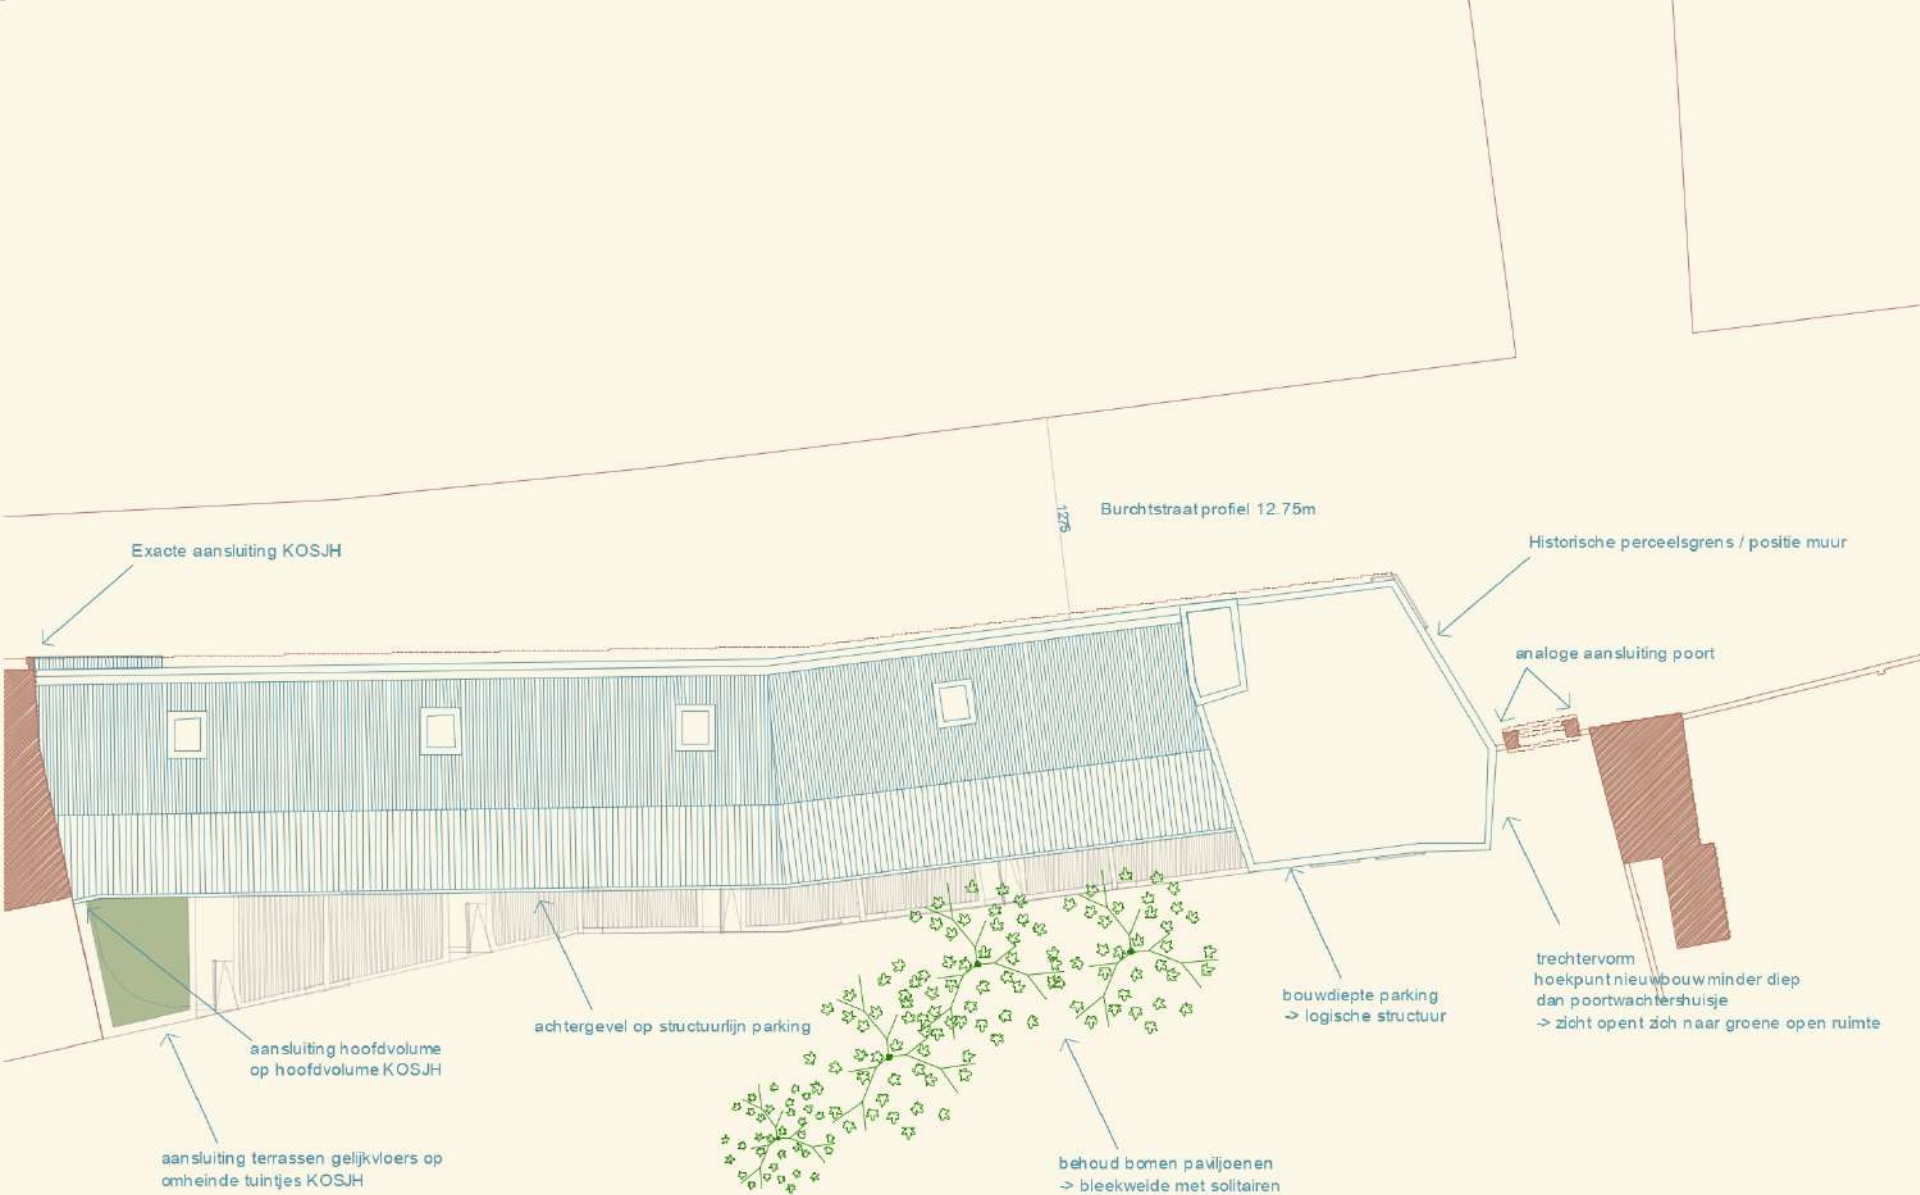 1275
Burchtstraat profiel 12.75m
Exacte aansluiting KOSJH
Historische perceelsgrens / positie muur
analoge aansluiting poort
trechtervorm
hoekpunt nieuwbouw minder diep
dan poortwachtershuisje
-> zicht opent zich naar groene open ruimte
bouwdiepte parking
-> logische structuur
achtergevel op structuurlijn parking
aansluiting hoofdvolume
op hoofdvolume KOSJH
aansluiting terrassen gelijkvloers op
omheinde tuintjes KOSJH
behoud bomen paviljoenen
-> bleekweide met solitairen